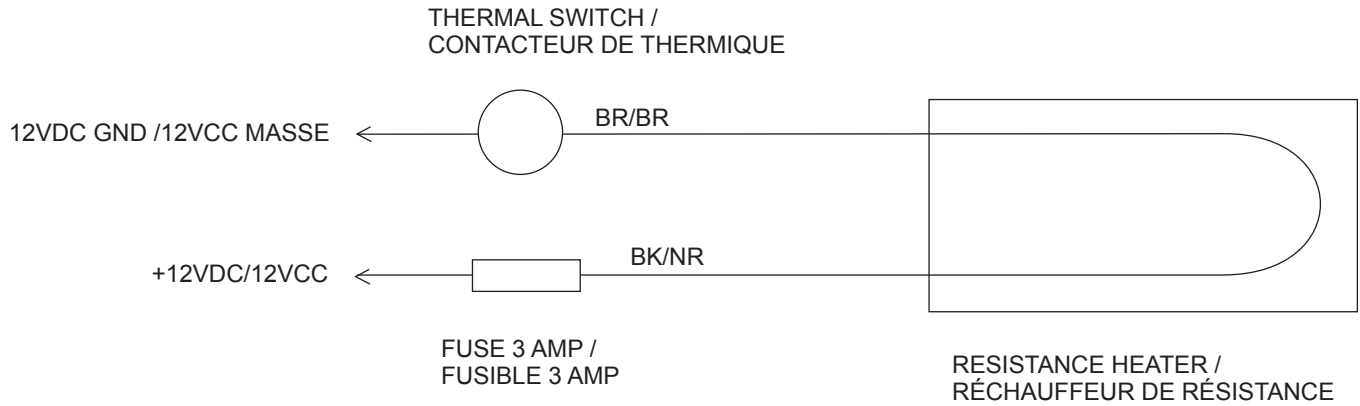 THERMAL SWITCH /
CONTACTEUR DE THERMIQUE
12VDC GND /12VCC MASSE
BR/BR
+12VDC/12VCC
BK/NR
FUSE 3 AMP /
FUSIBLE 3 AMP
RESISTANCE HEATER /
RÉCHAUFFEUR DE RÉSISTANCE